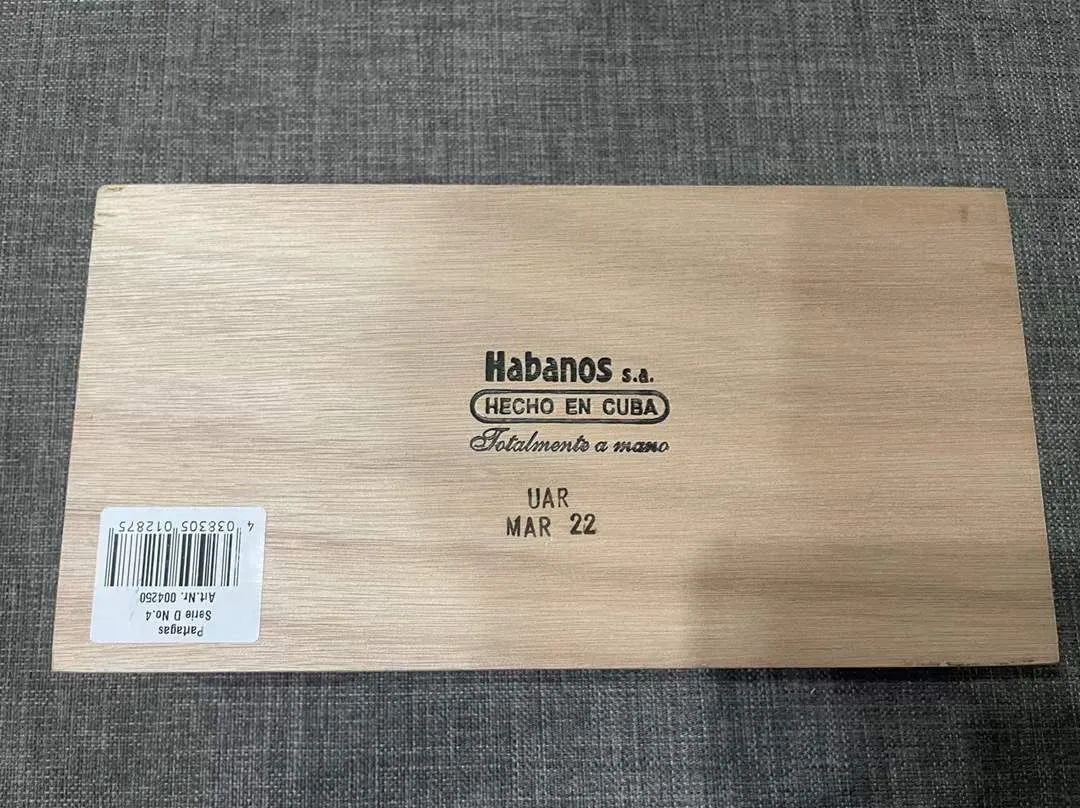 Habanos s.a.
HECHO EN CUBA
Totalmente a mano
UAR
MAR 22
Partagas
Serie D No.4
Art.Nr. 004250
4 038305 012875